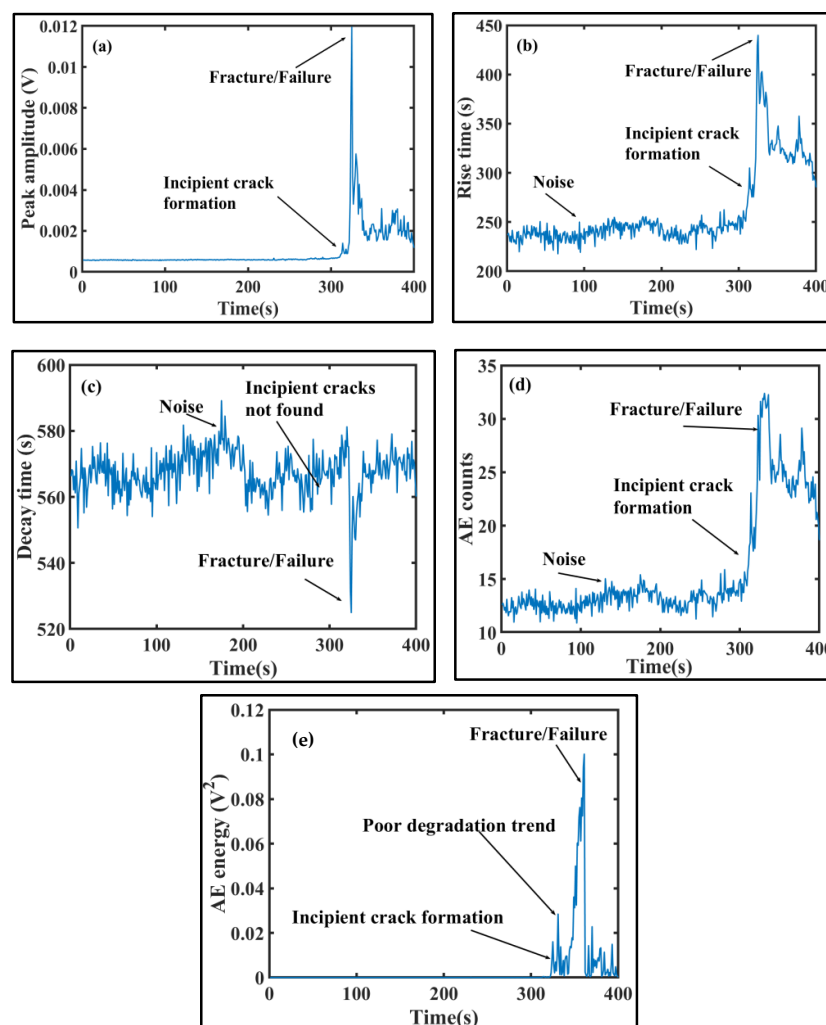 (a)
Fracture/Failure
Incipient crack
formation
Peak amplitude (V)
0.012
0.01
0.008
0.006
0.004
0.002
0
0 100 200 300 400
Time(s)
(b)
Fracture/Failure
Incipient crack
formation
Noise
Rise time (s)
450
400
350
300
250
200
0 100 200 300 400
Time(s)
(c)
Noise
Incipient cracks
not found
Fracture/Failure
Decay time (s)
600
580
560
540
520
0 100 200 300 400
Time(s)
(d)
Fracture/Failure
Incipient crack
formation
Noise
AE counts
35
30
25
20
15
10
0 100 200 300 400
Time(s)
(e)
Fracture/Failure
Poor degradation trend
Incipient crack formation
AE energy (V²)
0.12
0.1
0.08
0.06
0.04
0.02
0
0 100 200 300 400
Time(s)